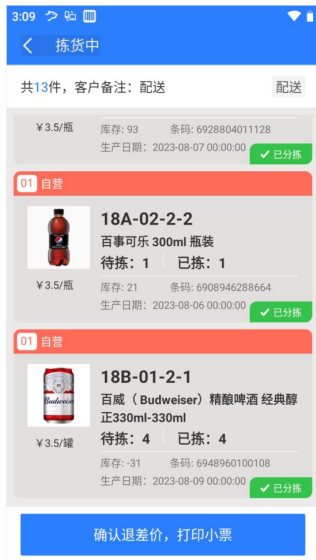 3:09
拣货中
共13件，客户备注：配送 配送
¥3.5/瓶 库存: 93 条码: 6928804011128
生产日期: 2023-08-07 00:00:00 已分拣
01 自营
18A-02-2-2
百事可乐 300ml 瓶装
待拣：1 已拣：1
¥3.5/瓶 库存: 21 条码: 6908946288664
生产日期: 2023-08-06 00:00:00 已分拣
01 自营
18B-01-2-1
百威（ Budweiser）精酿啤酒 经典醇
正330ml-330ml
Budweiser
待拣：4 已拣：4
¥3.5/罐 库存: -31 条码: 6948960100108
生产日期: 2023-08-09 00:00:00 已分拣
确认退差价，打印小票